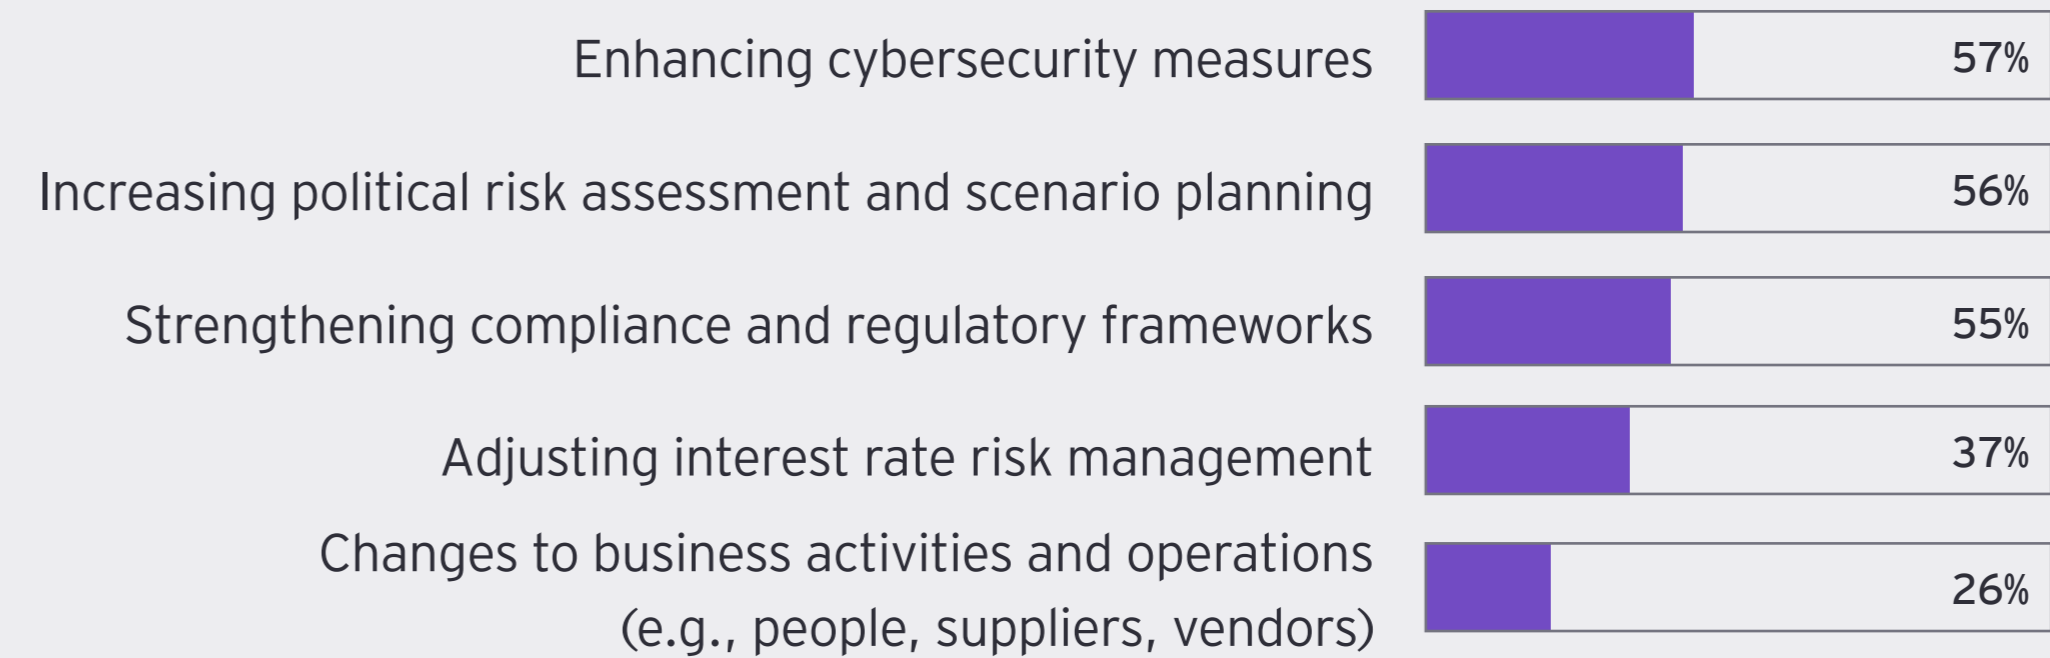 Enhancing cybersecurity measures 57%
Increasing political risk assessment and scenario planning 56%
Strengthening compliance and regulatory frameworks 55%
Adjusting interest rate risk management 37%
Changes to business activities and operations
(e.g., people, suppliers, vendors) 26%